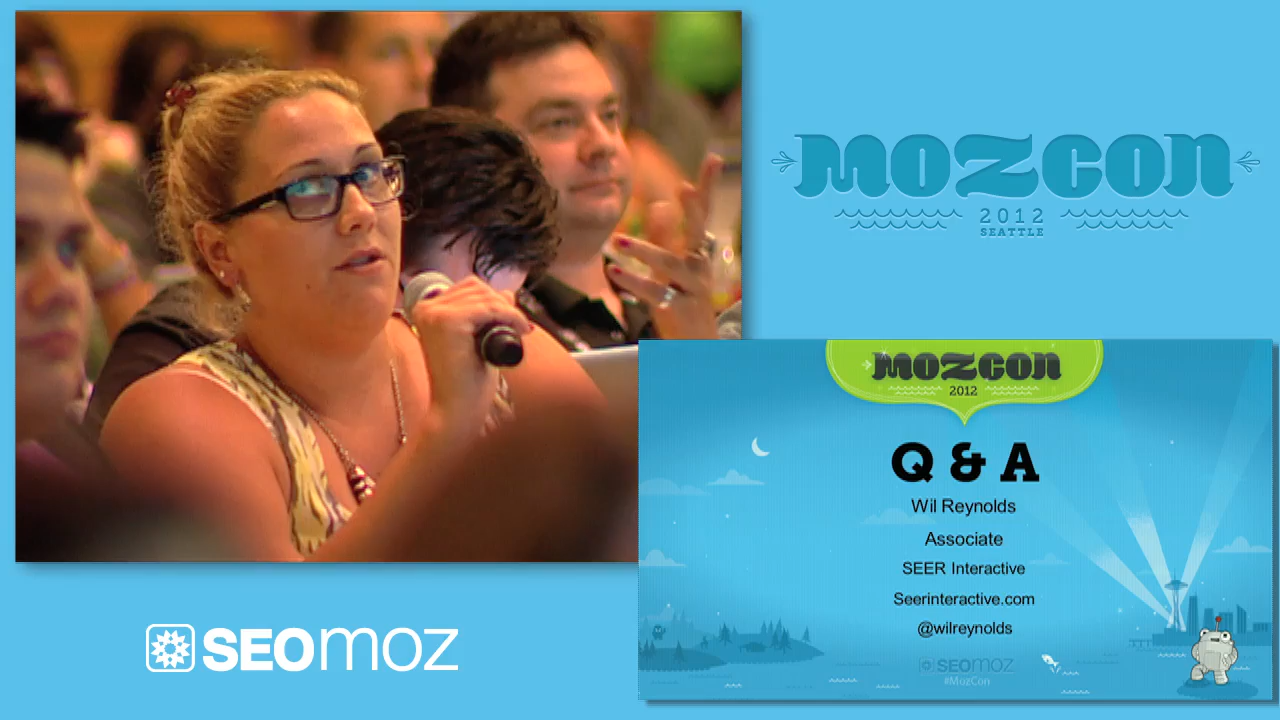 MOZCON
2012
SEATTLE
MOZCON
2012
Q & A
Wil Reynolds
Associate
SEER Interactive
Seerinteractive.com
@wilreynolds
SEOmoz
#MozCon
SEOmoz